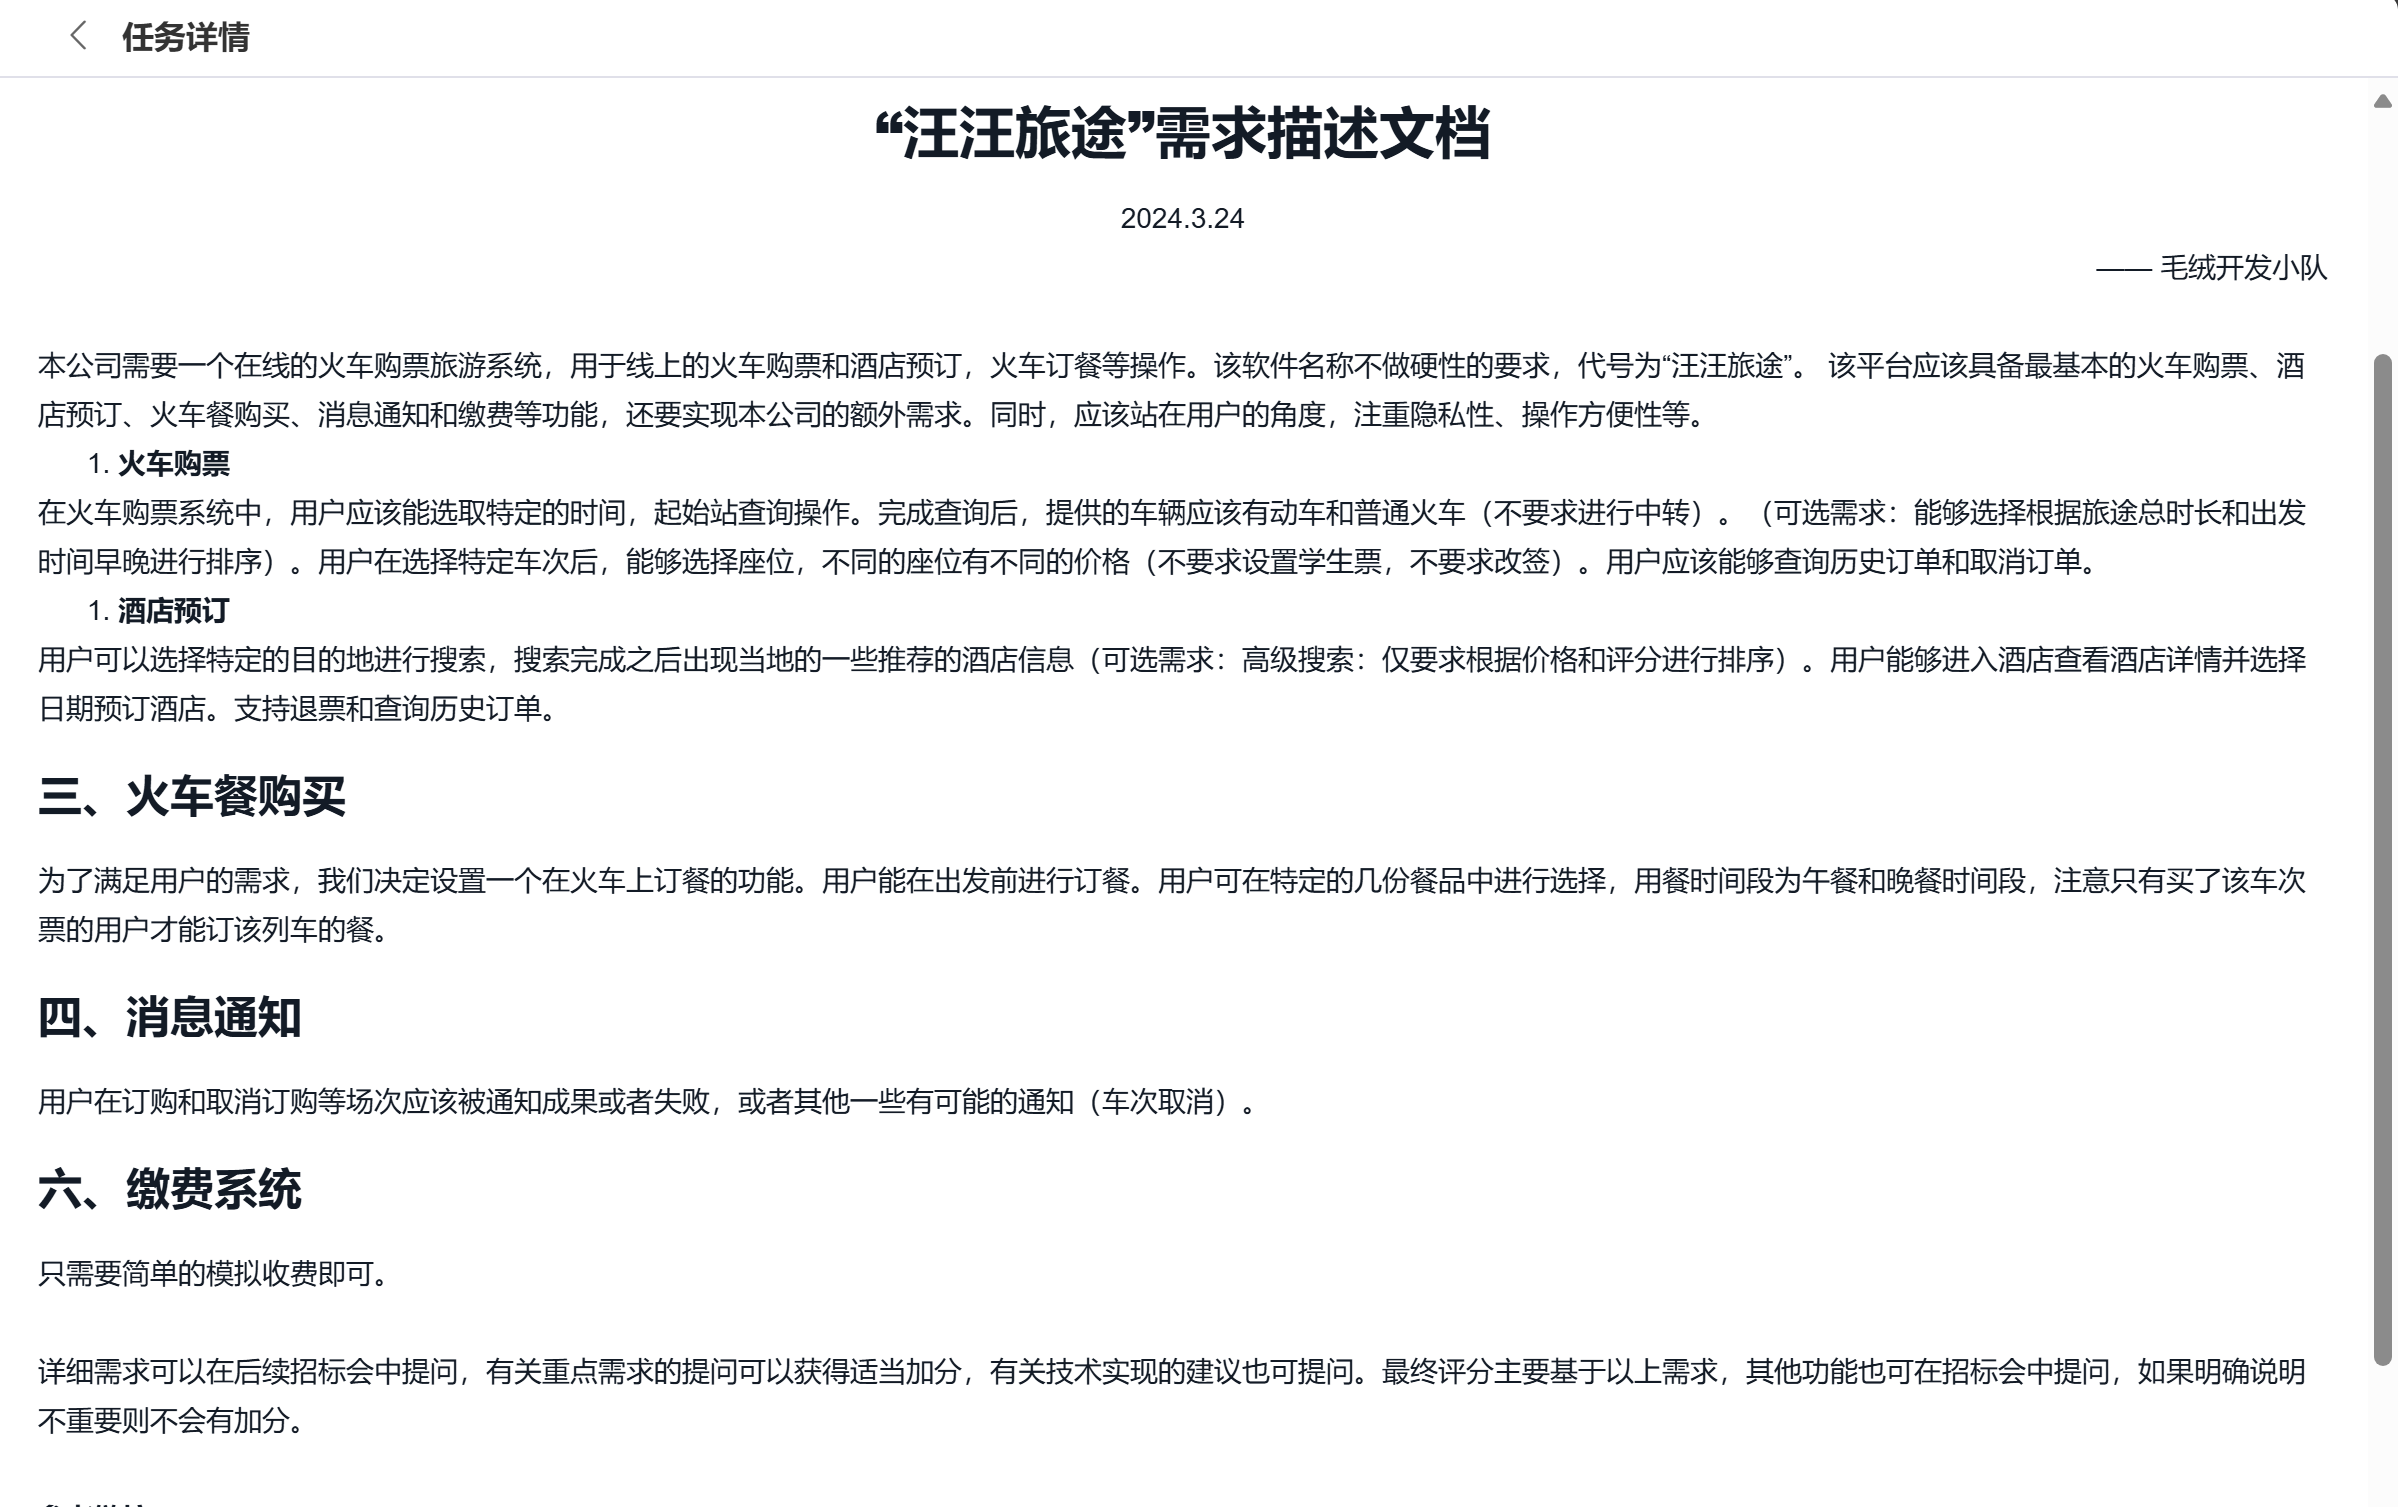 任务详情
“汪汪旅途”需求描述文档
2024.3.24
—— 毛绒开发小队
本公司需要一个在线的火车购票旅游系统，用于线上的火车购票和酒店预订，火车订餐等操作。该软件名称不做硬性的要求，代号为“汪汪旅途”。 该平台应该具备最基本的火车购票、酒
店预订、火车餐购买、消息通知和缴费等功能，还要实现本公司的额外需求。同时，应该站在用户的角度，注重隐私性、操作方便性等。
1. 火车购票
在火车购票系统中，用户应该能选取特定的时间，起始站查询操作。完成查询后，提供的车辆应该有动车和普通火车（不要求进行中转）。（可选需求：能够选择根据旅途总时长和出发
时间早晚进行排序）。用户在选择特定车次后，能够选择座位，不同的座位有不同的价格（不要求设置学生票，不要求改签）。用户应该能够查询历史订单和取消订单。
1. 酒店预订
用户可以选择特定的目的地进行搜索，搜索完成之后出现当地的一些推荐的酒店信息（可选需求：高级搜索：仅要求根据价格和评分进行排序）。用户能够进入酒店查看酒店详情并选择
日期预订酒店。支持退票和查询历史订单。
三、火车餐购买
为了满足用户的需求，我们决定设置一个在火车上订餐的功能。用户能在出发前进行订餐。用户可在特定的几份餐品中进行选择，用餐时间段为午餐和晚餐时间段，注意只有买了该车次
票的用户才能订该列车的餐。
四、消息通知
用户在订购和取消订购等场次应该被通知成果或者失败，或者其他一些有可能的通知（车次取消）。
六、缴费系统
只需要简单的模拟收费即可。
详细需求可以在后续招标会中提问，有关重点需求的提问可以获得适当加分，有关技术实现的建议也可提问。最终评分主要基于以上需求，其他功能也可在招标会中提问，如果明确说明
不重要则不会有加分。